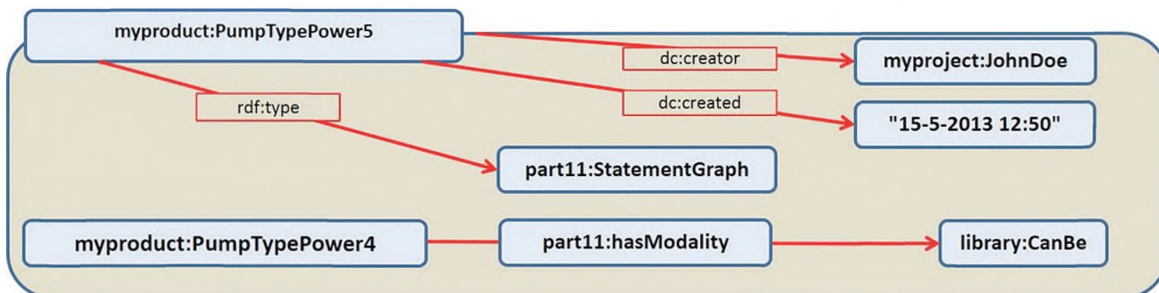 myproduct:PumpTypePower5
dc:creator
myproject:JohnDoe
rdf:type
dc:created
"15-5-2013 12:50"
part11:StatementGraph
myproduct:PumpTypePower4
part11:hasModality
library:CanBe